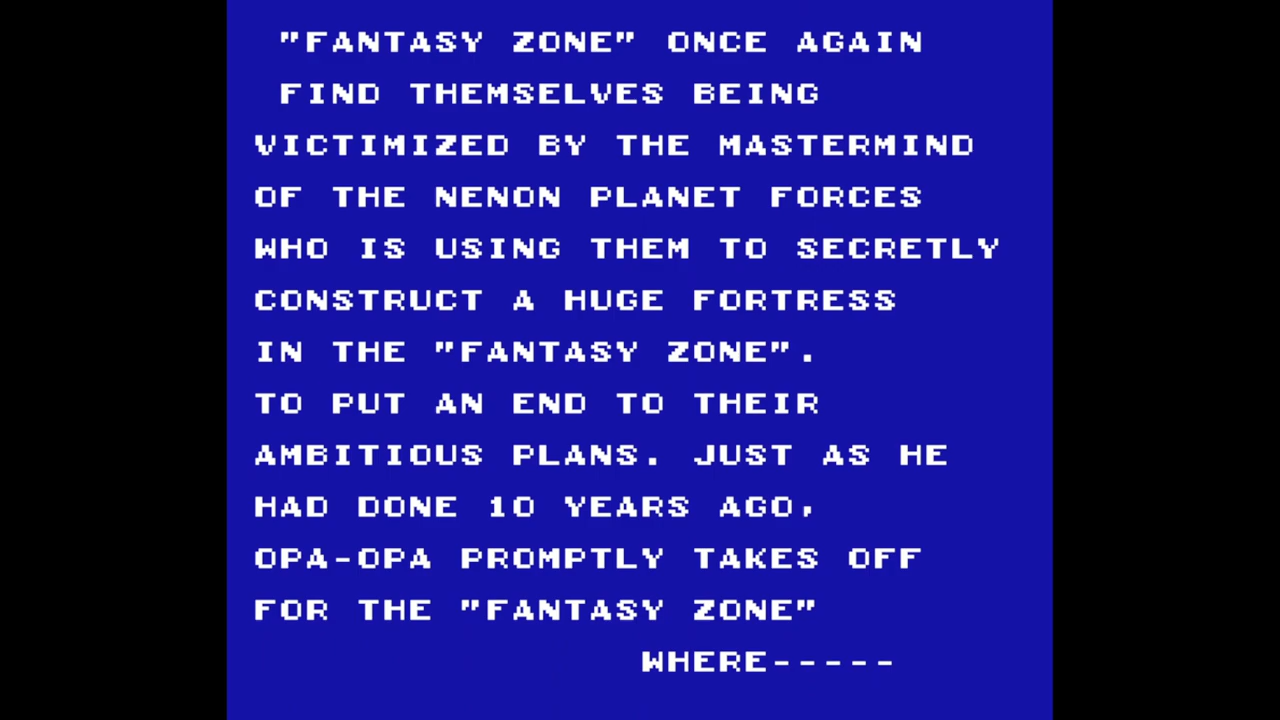 "FANTASY ZONE" ONCE AGAIN
FIND THEMSELVES BEING
VICTIMIZED BY THE MASTERMIND
OF THE NENON PLANET FORCES
WHO IS USING THEM TO SECRETLY
CONSTRUCT A HUGE FORTRESS
IN THE "FANTASY ZONE".
TO PUT AN END TO THEIR
AMBITIOUS PLANS. JUST AS HE
HAD DONE 10 YEARS AGO,
OPA-OPA PROMPTLY TAKES OFF
FOR THE "FANTASY ZONE"
WHERE-----